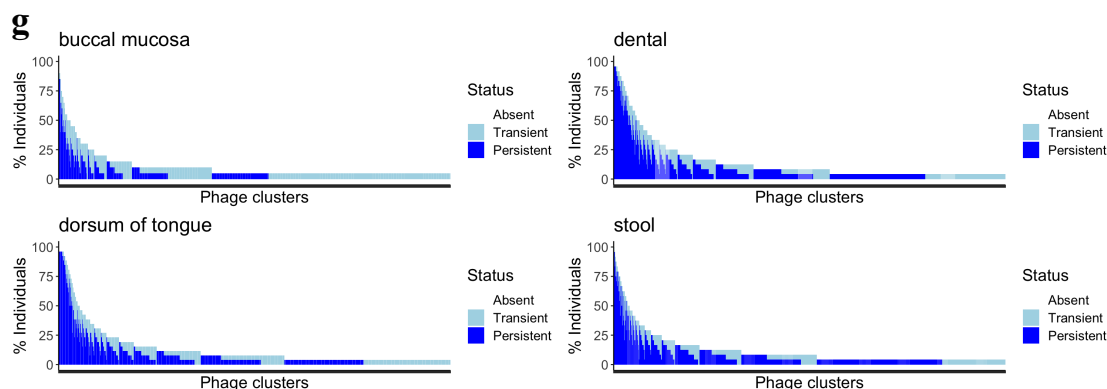 g
buccal mucosa
100
75
50
25
0
% Individuals
Phage clusters
Status
Absent
Transient
Persistent
dental
100
75
50
25
0
% Individuals
Phage clusters
Status
Absent
Transient
Persistent
dorsum of tongue
100
75
50
25
0
% Individuals
Phage clusters
Status
Absent
Transient
Persistent
stool
100
75
50
25
0
% Individuals
Phage clusters
Status
Absent
Transient
Persistent